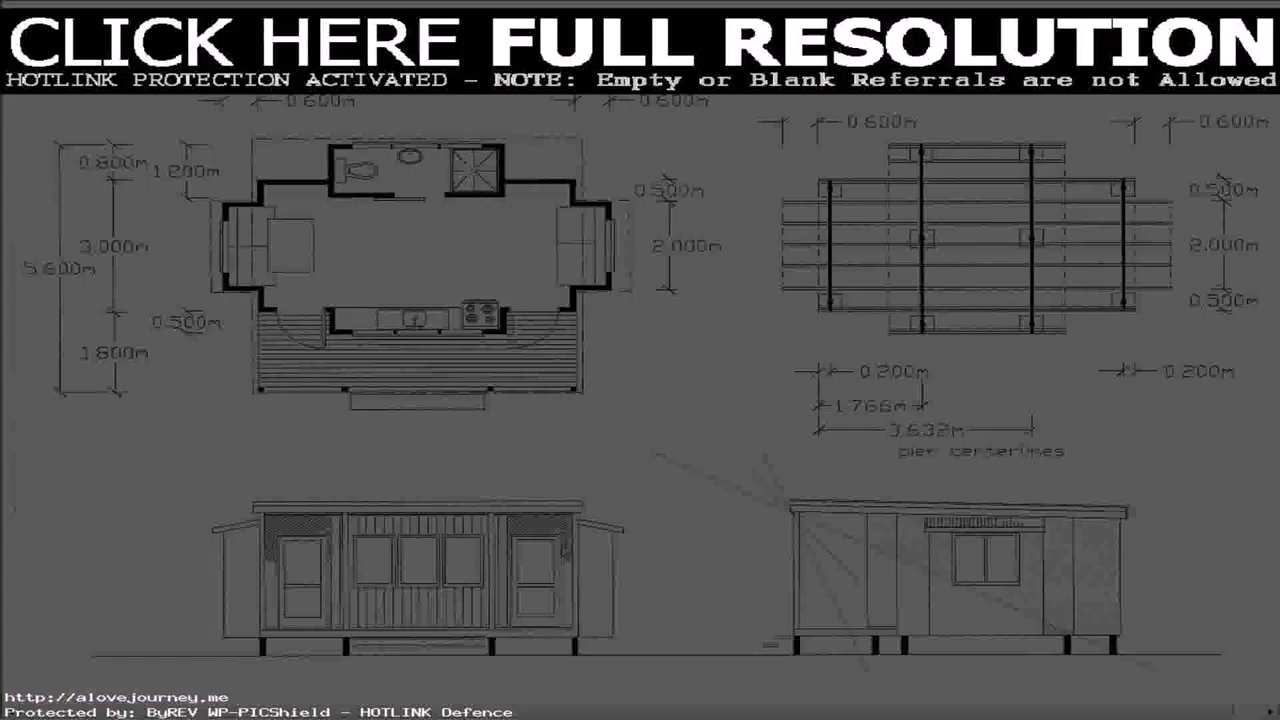 CLICK HERE FULL RESOLUTION
HOTLINK PROTECTION ACTIVATED - NOTE: Empty or Blank Referrals are not Allowed
0.600m 0.600m
0.600m 0.600m
0.800m
1.200m
0.500m
0.500m
3.000m
2.000m
2.000m
5.600m
0.500m
0.500m
1.800m
0.200m 0.200m
1.766m
3.632m
pier centerlines
http://alovejourney.me
Protected by: ByREV WP-PICShield - HOTLINK Defence